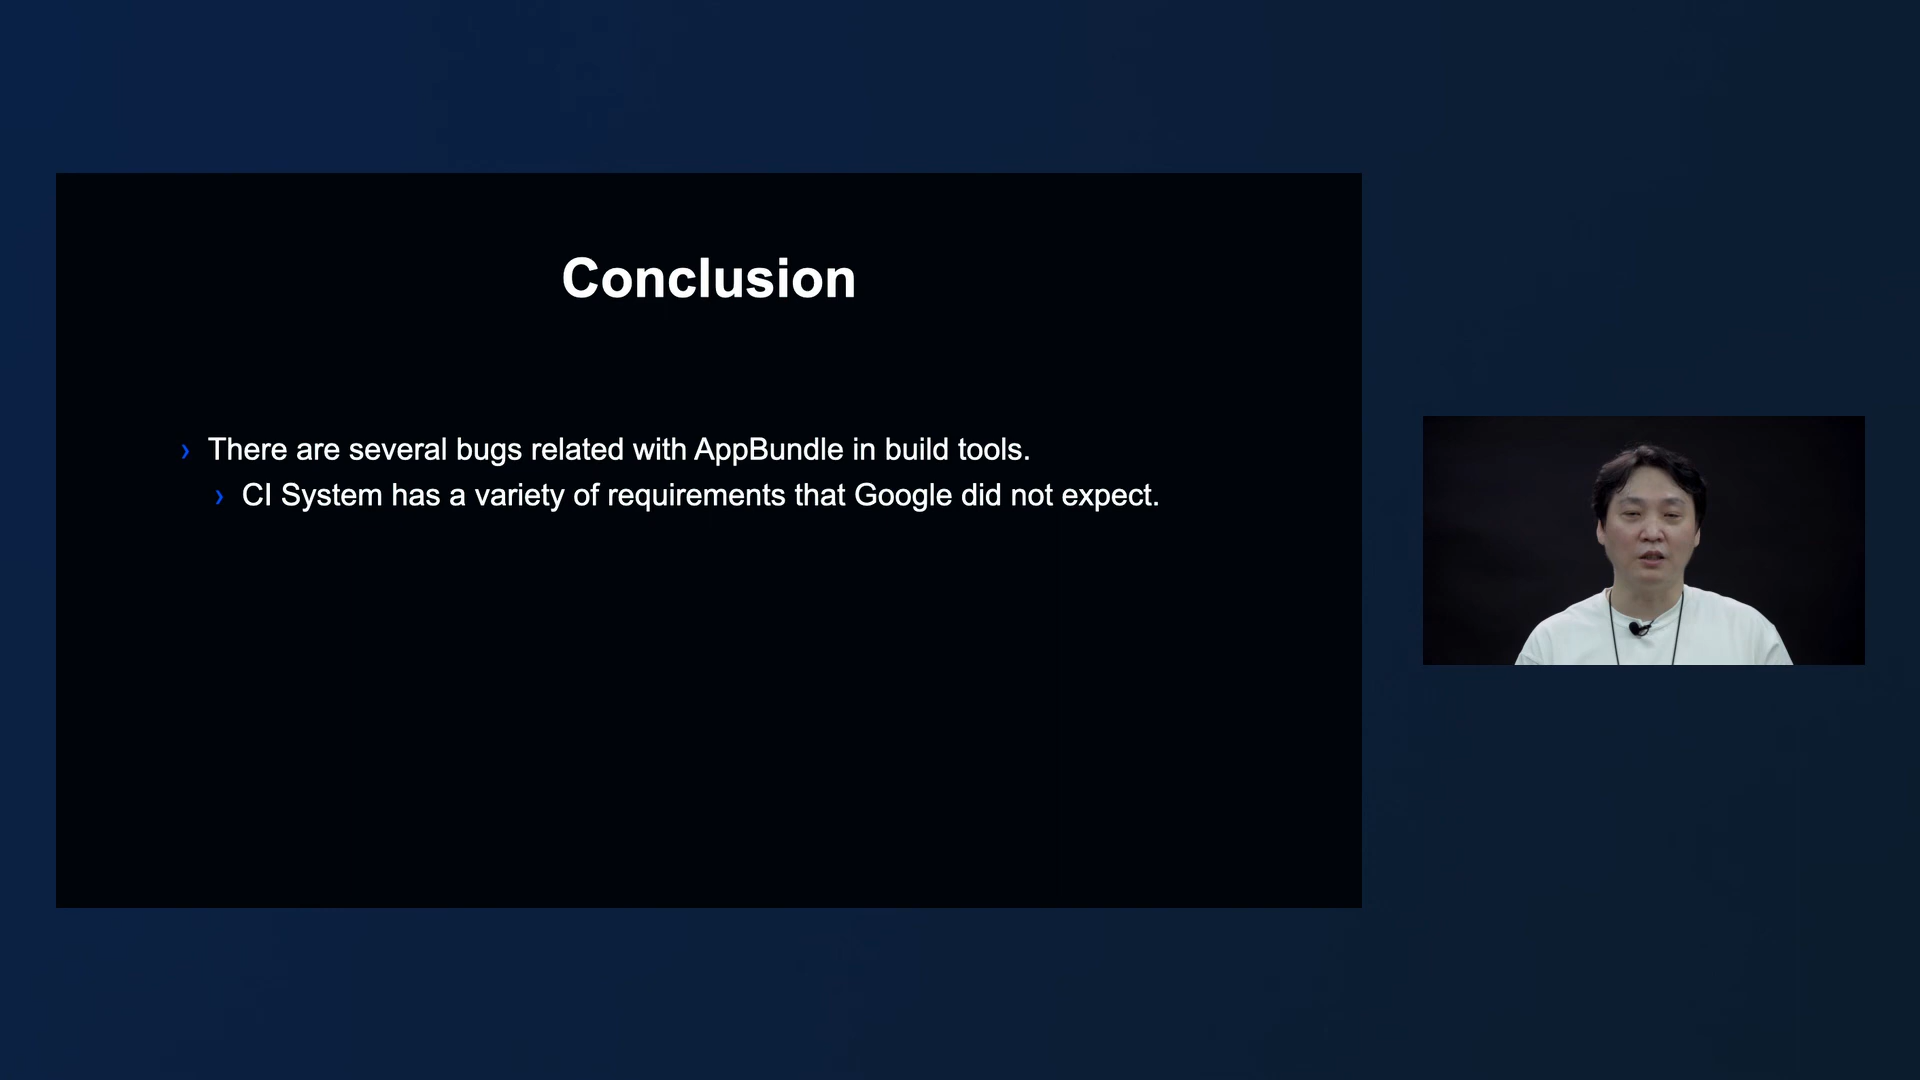 Conclusion
› There are several bugs related with AppBundle in build tools.
› CI System has a variety of requirements that Google did not expect.